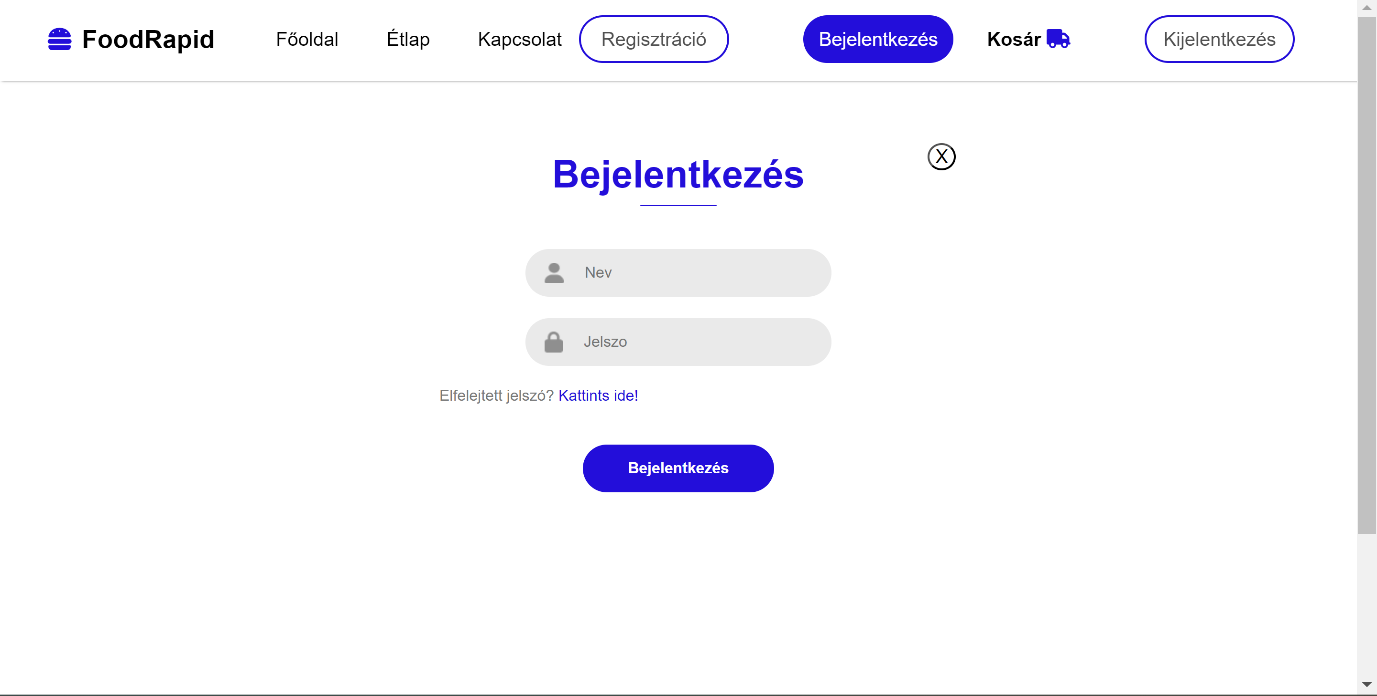 FoodRapid Főoldal Étlap Kapcsolat Regisztráció Bejelentkezés Kosár Kijelentkezés
X
Bejelentkezés
Nev
Jelszo
Elfelejtett jelszó? Kattints ide!
Bejelentkezés